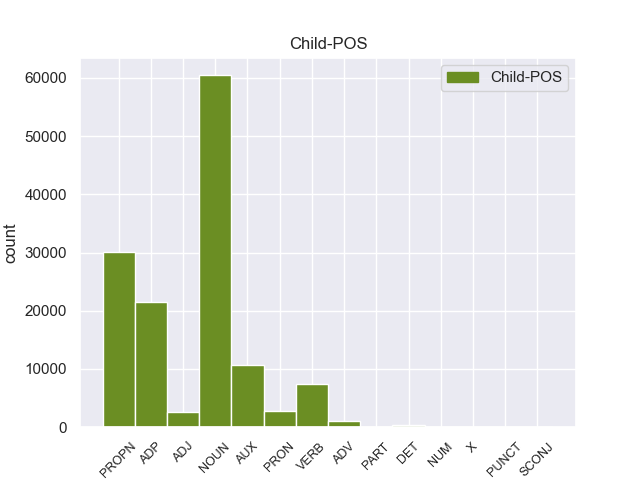 Child-POS
Child-POS
60000
50000
40000
30000
20000
10000
0
count
PROPN ADP ADJ NOUN AUX PRON VERB ADV PART DET NUM X PUNCT SCONJ